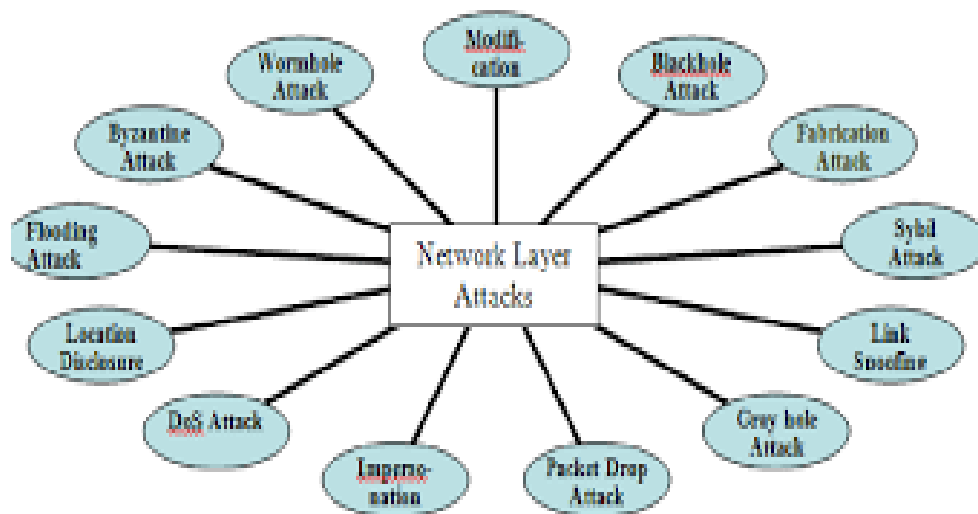 Modifi-
cation
Wormhole
Attack
Blackhole
Attack
Byzantine
Attack
Fabrication
Attack
Flooding
Attack
Network Layer
Attacks
Sybil
Attack
Location
Disclosure
Link
Spoofing
DoS Attack
Grey hole
Attack
Imperso-
nation
Packet Drop
Attack